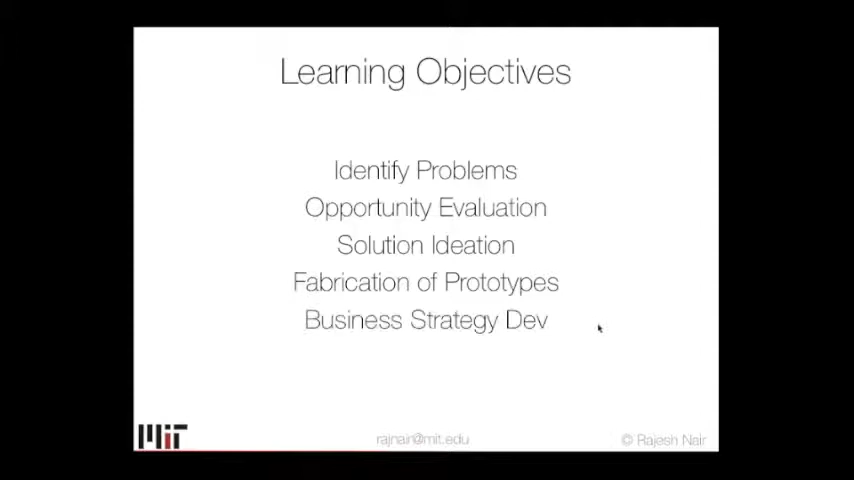 Learning Objectives
Identify Problems
Opportunity Evaluation
Solution Ideation
Fabrication of Prototypes
Business Strategy Dev
MIT
rajnair@mit.edu
© Rajesh Nair